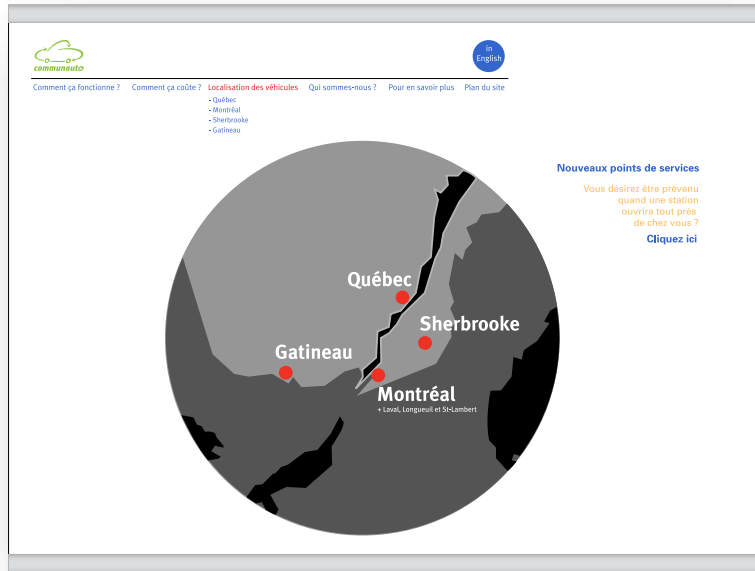 communauto
in
English
Comment ça fonctionne ? Comment ça coûte ? Localisation des véhicules Qui sommes-nous ? Pour en savoir plus Plan du site
- Québec
- Montréal
- Sherbrooke
- Gatineau
Nouveaux points de services
Vous désirez être prévenu
quand une station
ouvrira tout près
de chez vous ?
Cliquez ici
Québec
Sherbrooke
Gatineau
Montréal
+ Laval, Longueuil et St-Lambert